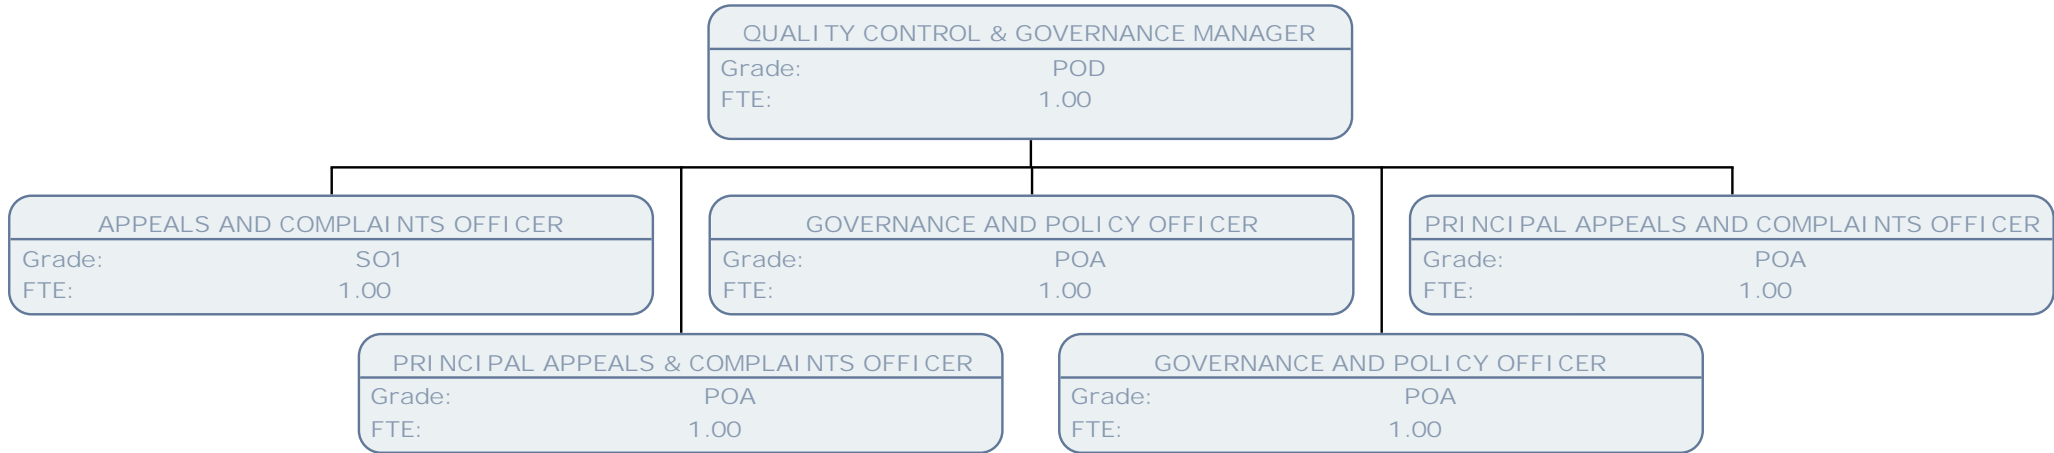 QUALITY CONTROL & GOVERNANCE MANAGER
Grade: POD
FTE: 1.00
APPEALS AND COMPLAINTS OFFICER
Grade: SO1
FTE: 1.00
GOVERNANCE AND POLICY OFFICER
Grade: POA
FTE: 1.00
PRINCIPAL APPEALS AND COMPLAINTS OFFICER
Grade: POA
FTE: 1.00
PRINCIPAL APPEALS & COMPLAINTS OFFICER
Grade: POA
FTE: 1.00
GOVERNANCE AND POLICY OFFICER
Grade: POA
FTE: 1.00